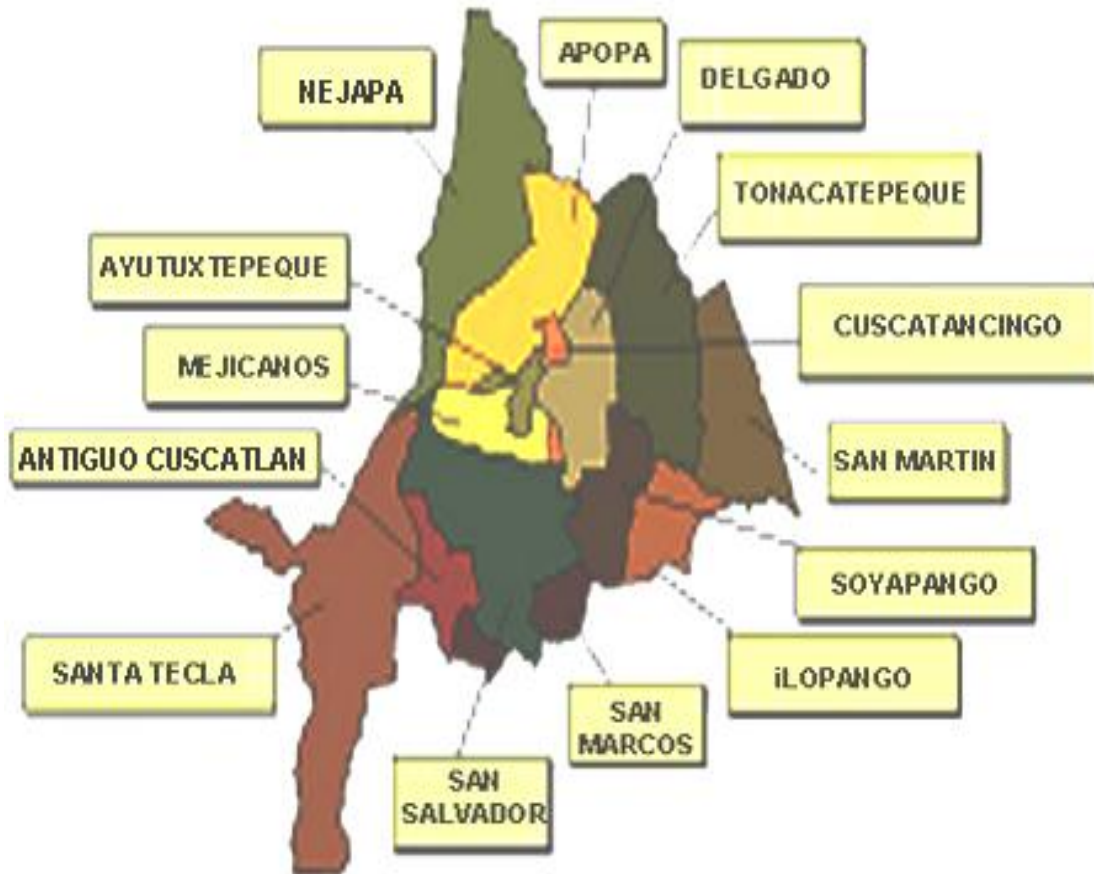 NEJAPA
APOPA
DELGADO
TONACATEPEQUE
AYUTUXTEPEQUE
CUSCATANCINGO
MEJICANOS
ANTIGUO CUSCATLAN
SAN MARTIN
SOYAPANGO
SANTA TECLA
iLOPANGO
SAN
MARCOS
SAN
SALVADOR